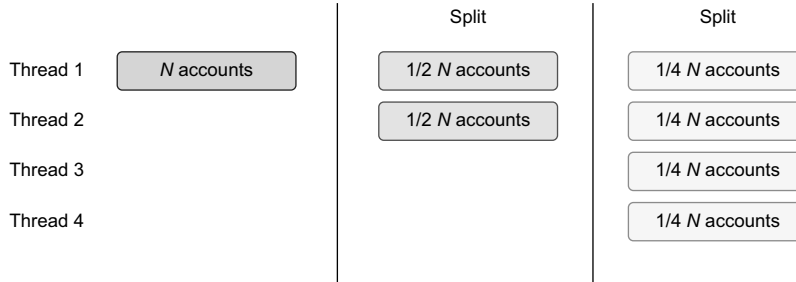 Split Split
Thread 1 N accounts 1/2 N accounts 1/4 N accounts
Thread 2 1/2 N accounts 1/4 N accounts
Thread 3 1/4 N accounts
Thread 4 1/4 N accounts